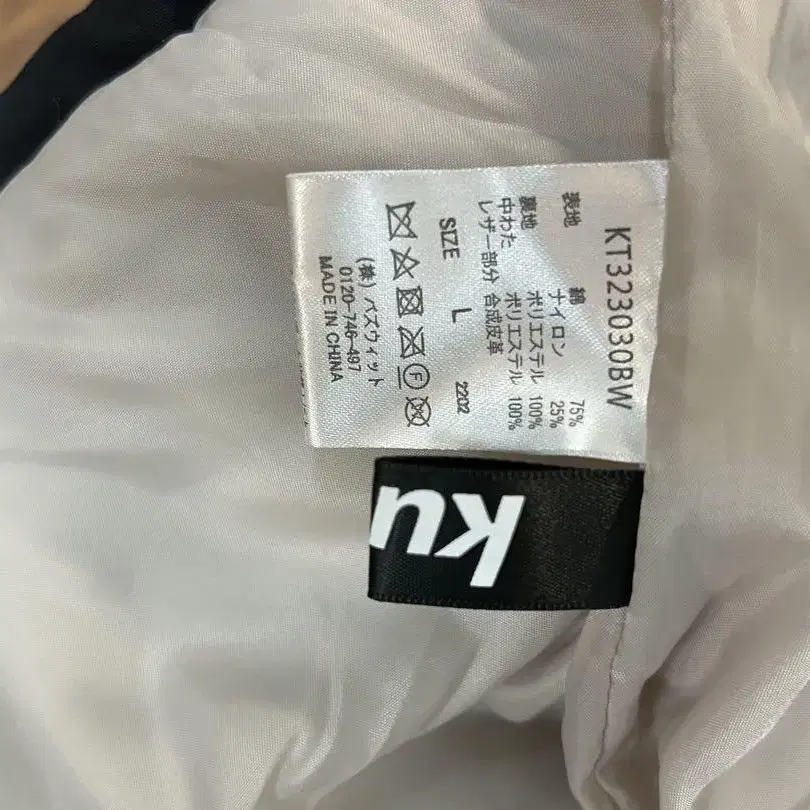 KT323030BW
表地 綿 75%
ナイロン 25%
裏地 ポリエステル 100%
中わた ポリエステル 100%
レザー部分 合成皮革
SIZE L 2202
F
(株) バズウィット
0120-746-497
MADE IN CHINA
ku